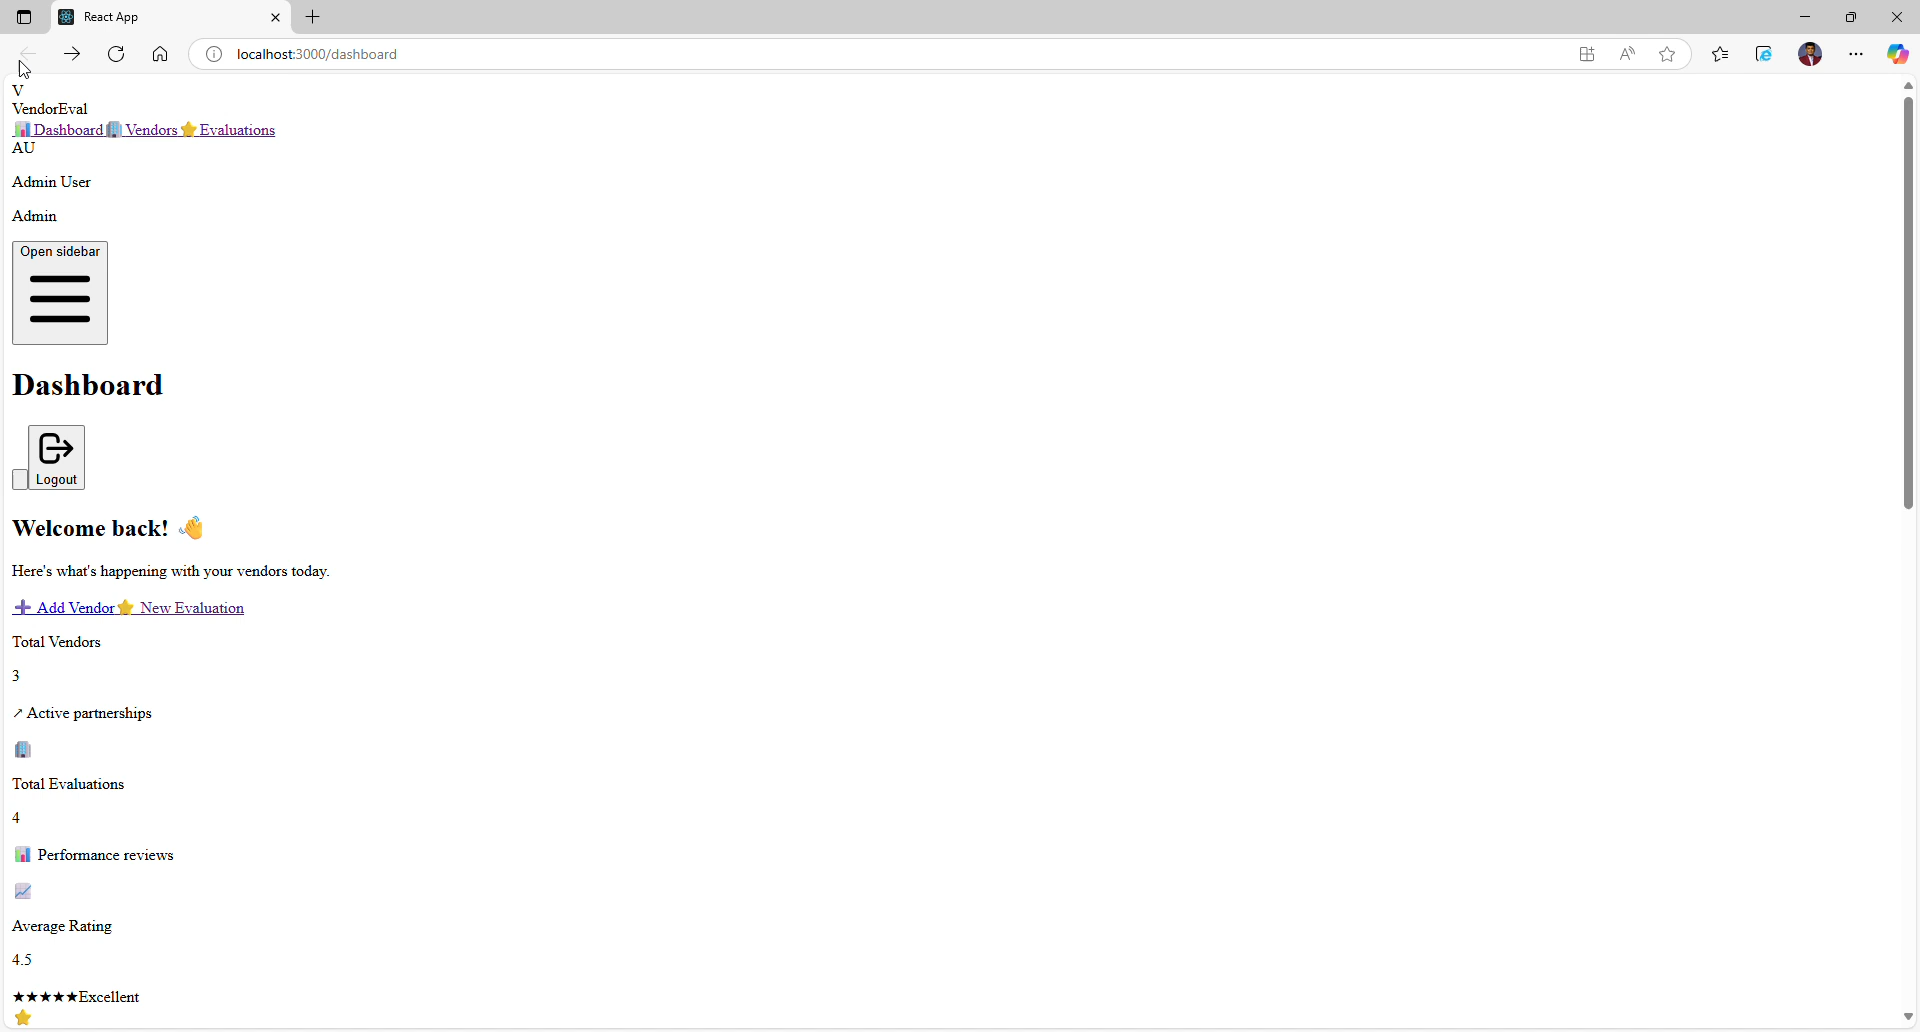 React App
localhost:3000/dashboard
V
VendorEval
📊Dashboard🏢Vendors⭐Evaluations
AU
Admin User
Admin
Open sidebar
Dashboard
Logout
Welcome back! 👋
Here's what's happening with your vendors today.
➕ Add Vendor⭐ New Evaluation
Total Vendors
3
↗ Active partnerships
🏢
Total Evaluations
4
📊 Performance reviews
📈
Average Rating
4.5
★★★★★Excellent
⭐